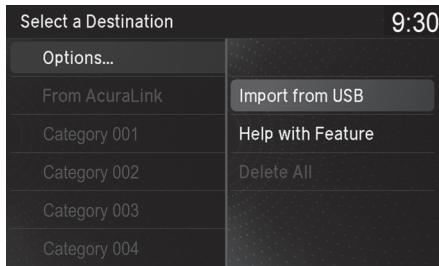 Select a Destination 9:30
Options...
From AcuraLink
Import from USB
Category 001
Help with Feature
Category 002
Delete All
Category 003
Category 004